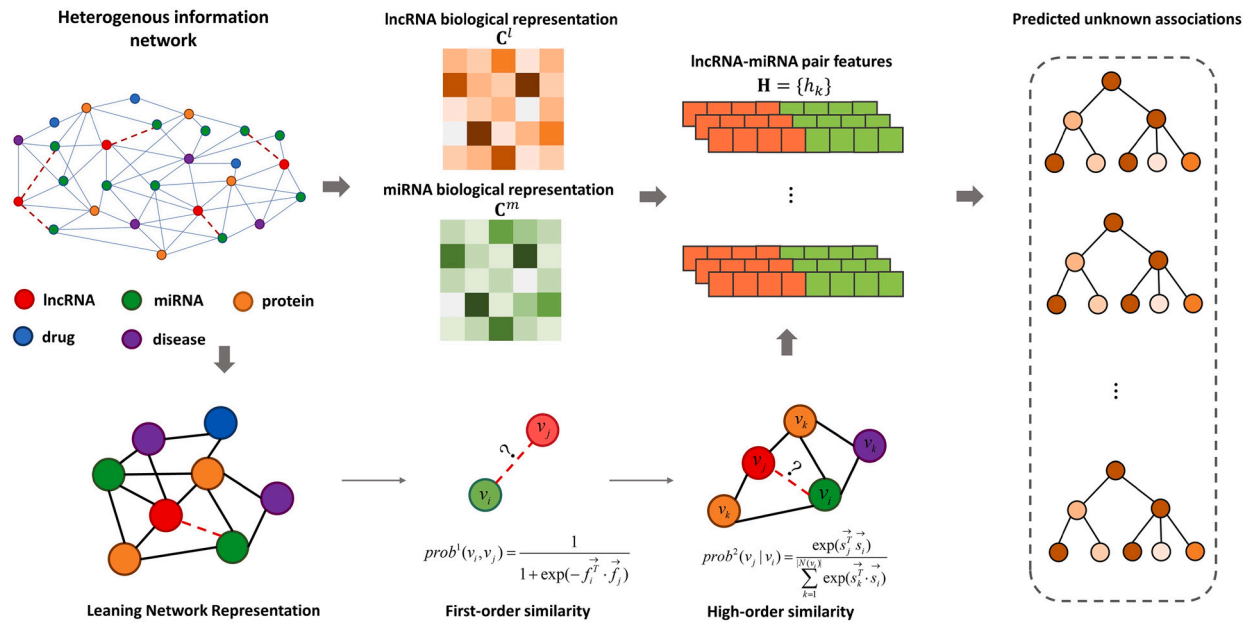 Heterogenous information
network
lncRNA
miRNA
protein
drug
disease
lncRNA biological representation
C^l
miRNA biological representation
C^m
lncRNA-miRNA pair features
H = {h_k}
⋮
Predicted unknown associations
⋮
Leaning Network Representation
v_j
?
v_i
prob^1(v_i, v_j) = 1 / (1 + exp(− f_i^T · f_j))
First-order similarity
v_k
v_k
v_j
?
v_i
v_k
prob^2(v_j | v_i) = exp(s_j^T s_i) / ∑_{k=1}^{|N(v_i)|} exp(s_k^T · s_i)
High-order similarity